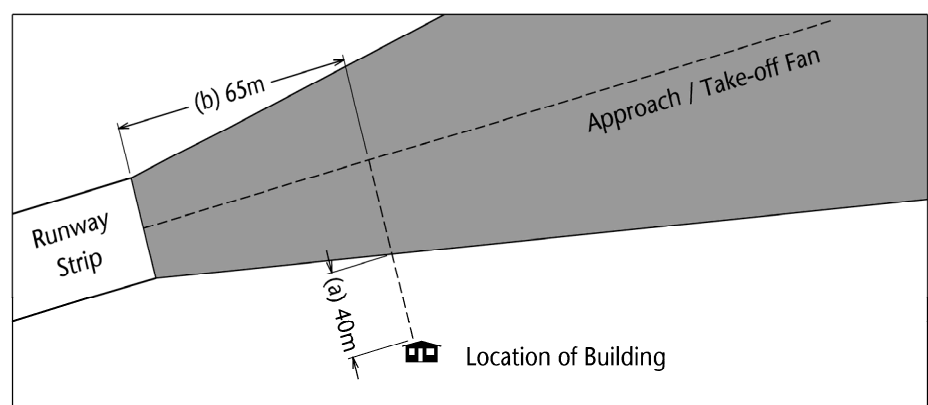 (b) 65m
Approach / Take-off Fan
Runway
Strip
(a) 40m
Location of Building